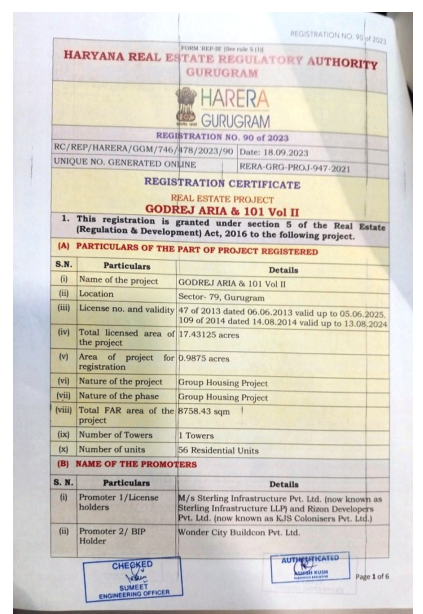 REGISTRATION NO. 90 of 2023
FORM 'REP-III' [See rule 5 (1)]
HARYANA REAL ESTATE REGULATORY AUTHORITY
GURUGRAM
HARERA
GURUGRAM
REGISTRATION NO. 90 of 2023
RC/REP/HARERA/GGM/746/478/2023/90 Date: 18.09.2023
UNIQUE NO. GENERATED ONLINE RERA-GRG-PROJ-947-2021
REGISTRATION CERTIFICATE
REAL ESTATE PROJECT
GODREJ ARIA & 101 Vol II
1. This registration is granted under section 5 of the Real Estate
(Regulation & Development) Act, 2016 to the following project.
(A) PARTICULARS OF THE PART OF PROJECT REGISTERED
S.N. Particulars Details
(i) Name of the project GODREJ ARIA & 101 Vol II
(ii) Location Sector- 79, Gurugram
(iii) License no. and validity 47 of 2013 dated 06.06.2013 valid up to 05.06.2025,
109 of 2014 dated 14.08.2014 valid up to 13.08.2024
(iv) Total licensed area of 17.43125 acres
the project
(v) Area of project for 0.9875 acres
registration
(vi) Nature of the project Group Housing Project
(vii) Nature of the phase Group Housing Project
(viii) Total FAR area of the 8758.43 sqm
project
(ix) Number of Towers 1 Towers
(x) Number of units 56 Residential Units
(B) NAME OF THE PROMOTERS
S. N. Particulars Details
(i) Promoter 1/License M/s Sterling Infrastructure Pvt. Ltd. (now known as
holders Sterling Infrastructure LLP) and Rizon Developers
Pvt. Ltd. (now known as KJS Colonisers Pvt. Ltd.)
(ii) Promoter 2/ BIP Wonder City Buildcon Pvt. Ltd.
Holder
CHECKED
SUMEET
ENGINEERING OFFICER
AUTHENTICATED
ASHISH KUSH
Page 1 of 6